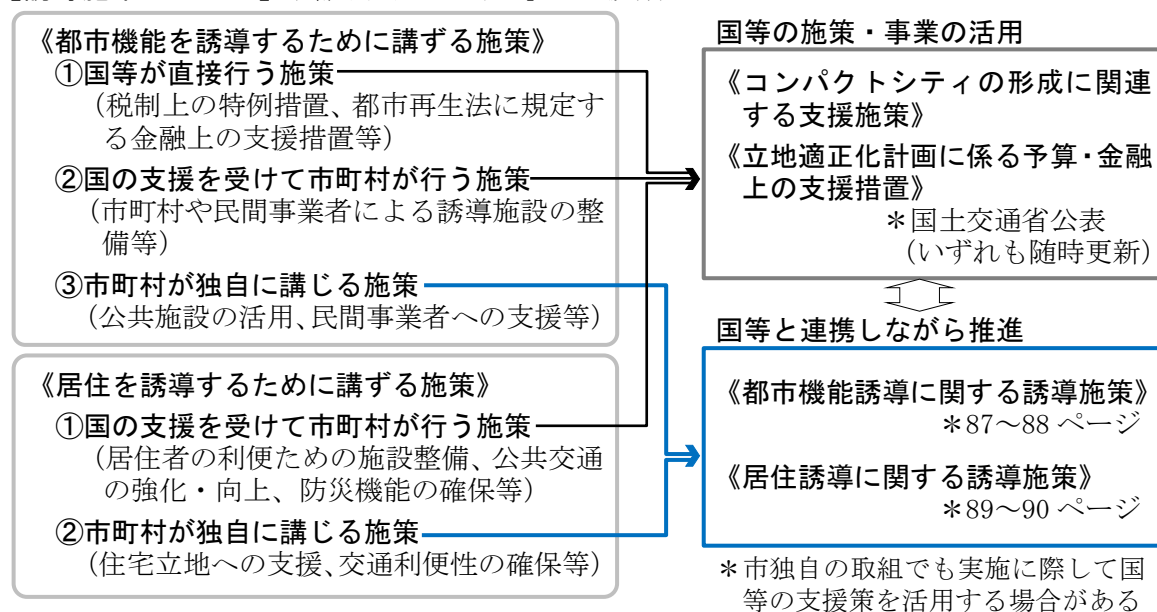 《都市機能を誘導するために講ずる施策》
①国等が直接行う施策
（税制上の特例措置、都市再生法に規定す
る金融上の支援措置等）
②国の支援を受けて市町村が行う施策
（市町村や民間事業者による誘導施設の整
備等）
③市町村が独自に講じる施策
（公共施設の活用、民間事業者への支援等）
《居住を誘導するために講ずる施策》
①国の支援を受けて市町村が行う施策
（居住者の利便ための施設整備、公共交通
の強化・向上、防災機能の確保等）
②市町村が独自に講じる施策
（住宅立地への支援、交通利便性の確保等）
国等の施策・事業の活用
《コンパクトシティの形成に関連
する支援施策》
《立地適正化計画に係る予算・金融
上の支援措置》
＊国土交通省公表
（いずれも随時更新）
国等と連携しながら推進
《都市機能誘導に関する誘導施策》
＊87～88 ページ
《居住誘導に関する誘導施策》
＊89～90 ページ
＊市独自の取組でも実施に際して国
等の支援策を活用する場合がある